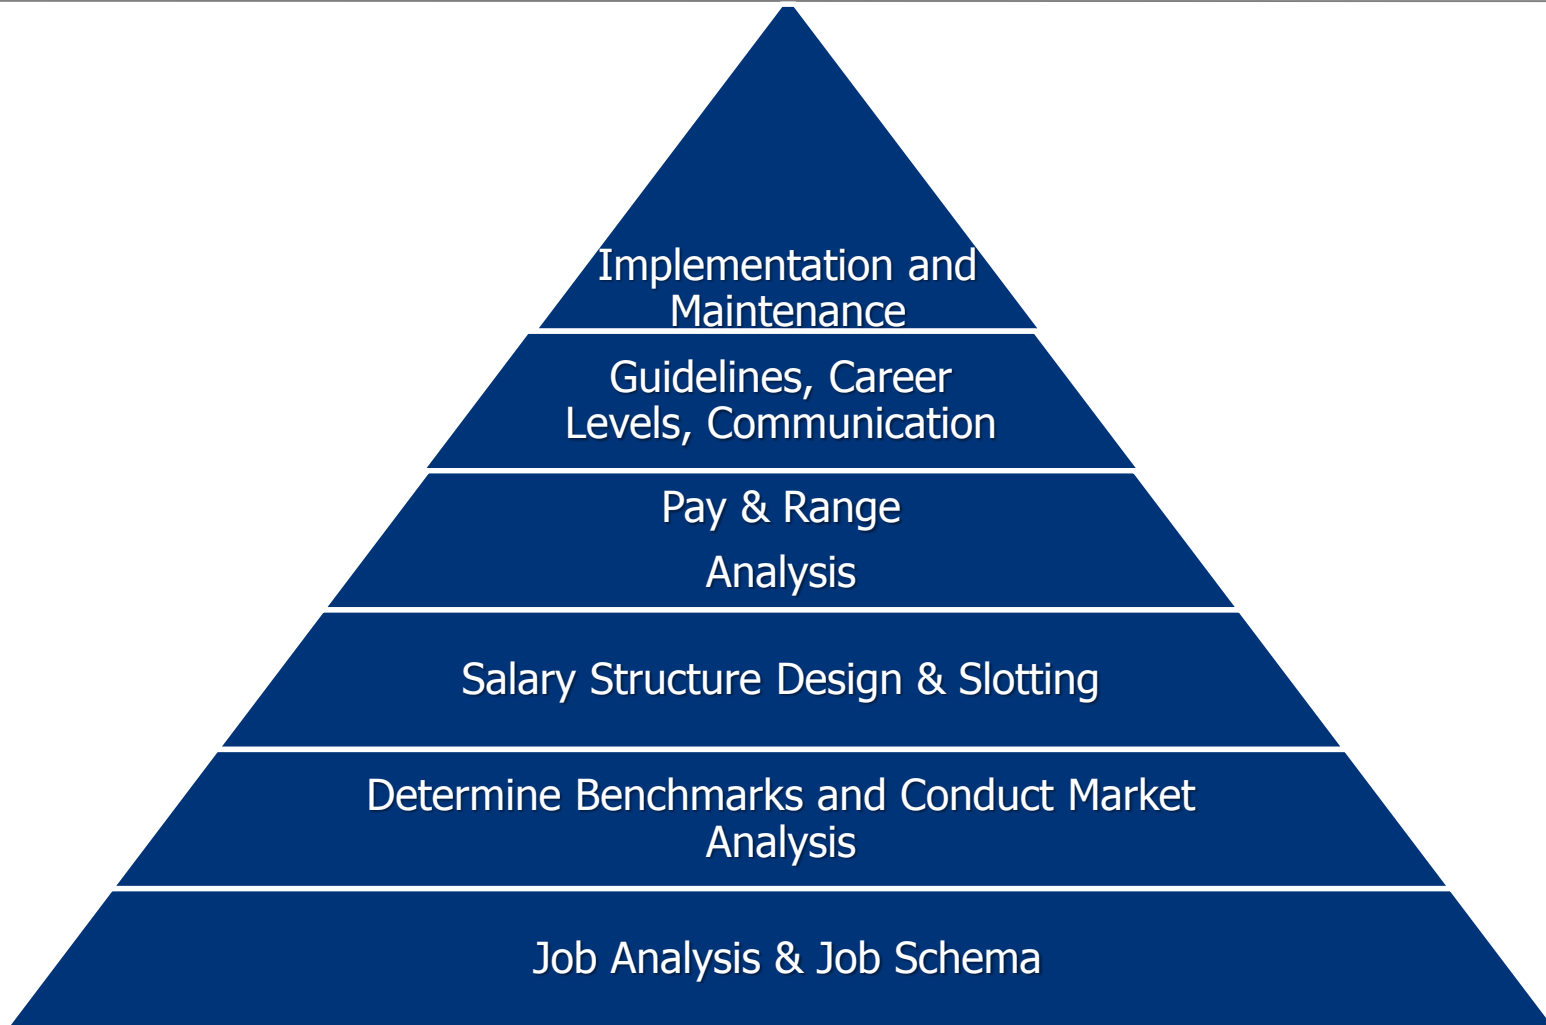 Implementation and
Maintenance
Guidelines, Career
Levels, Communication
Pay & Range
Analysis
Salary Structure Design & Slotting
Determine Benchmarks and Conduct Market
Analysis
Job Analysis & Job Schema